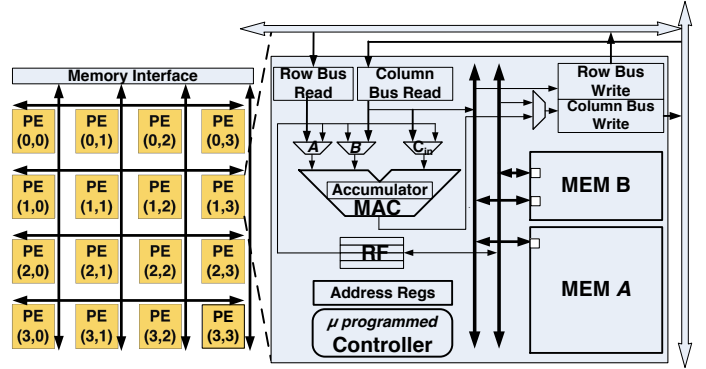 Memory Interface
PE PE PE PE
(0,0) (0,1) (0,2) (0,3)
PE PE PE PE
(1,0) (1,1) (1,2) (1,3)
PE PE PE PE
(2,0) (2,1) (2,2) (2,3)
PE PE PE PE
(3,0) (3,1) (3,2) (3,3)
Row Bus
Read
Column
Bus Read
Row Bus
Write
Column Bus
Write
A B Cin
Accumulator
MAC
RF
Address Regs
µ programmed
Controller
MEM B
MEM A